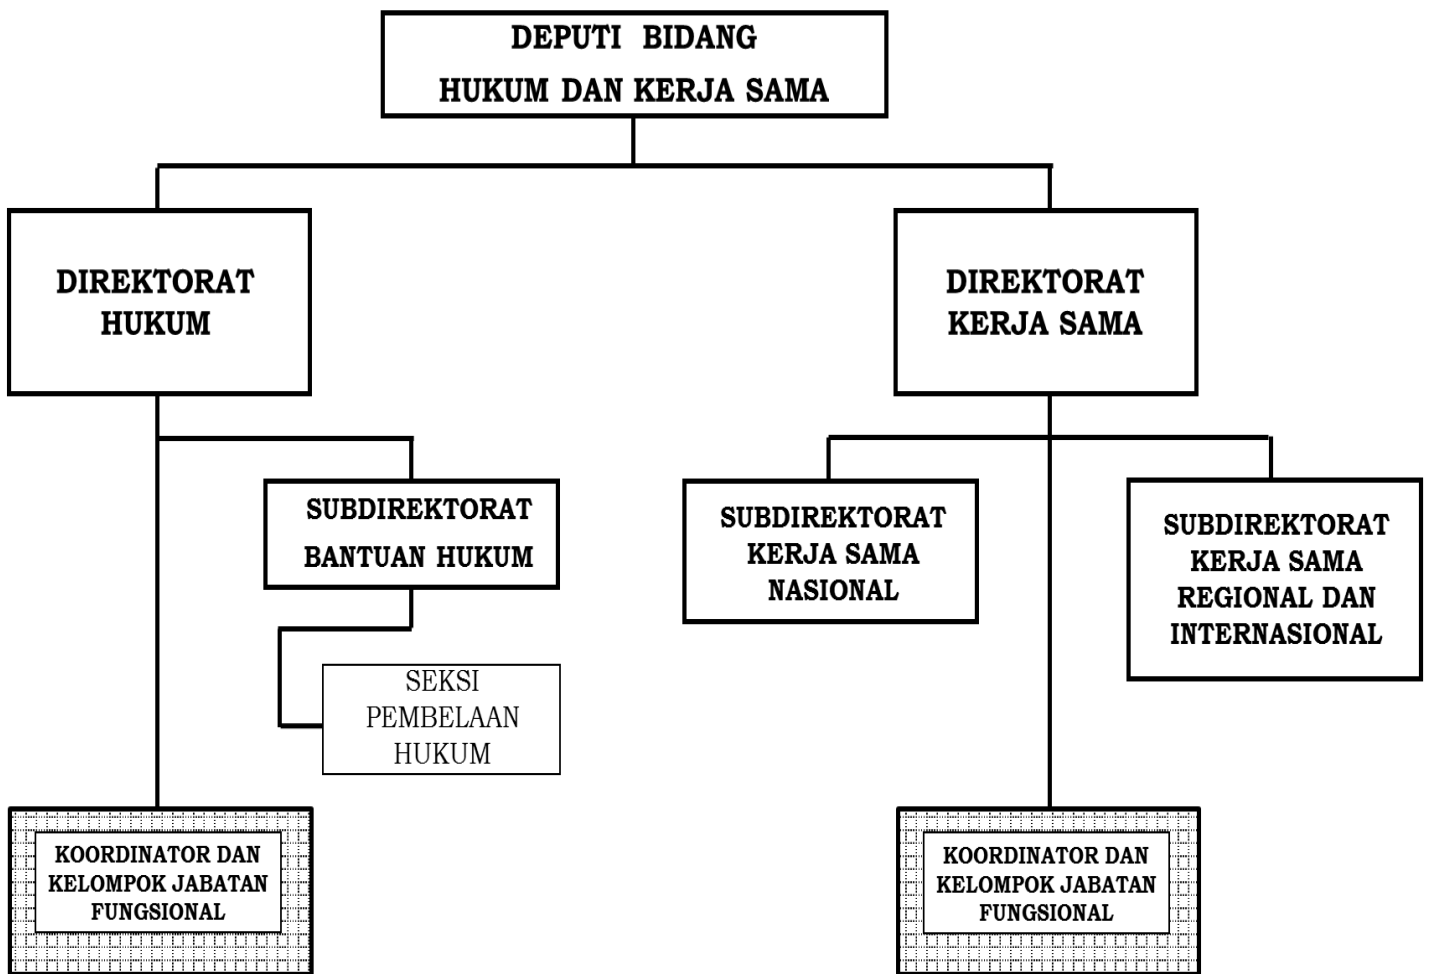 DEPUTI BIDANG
HUKUM DAN KERJA SAMA
DIREKTORAT
HUKUM
DIREKTORAT
KERJA SAMA
SUBDIREKTORAT
BANTUAN HUKUM
SUBDIREKTORAT
KERJA SAMA
NASIONAL
SUBDIREKTORAT
KERJA SAMA
REGIONAL DAN
INTERNASIONAL
SEKSI
PEMBELAAN
HUKUM
KOORDINATOR DAN
KELOMPOK JABATAN
FUNGSIONAL
KOORDINATOR DAN
KELOMPOK JABATAN
FUNGSIONAL